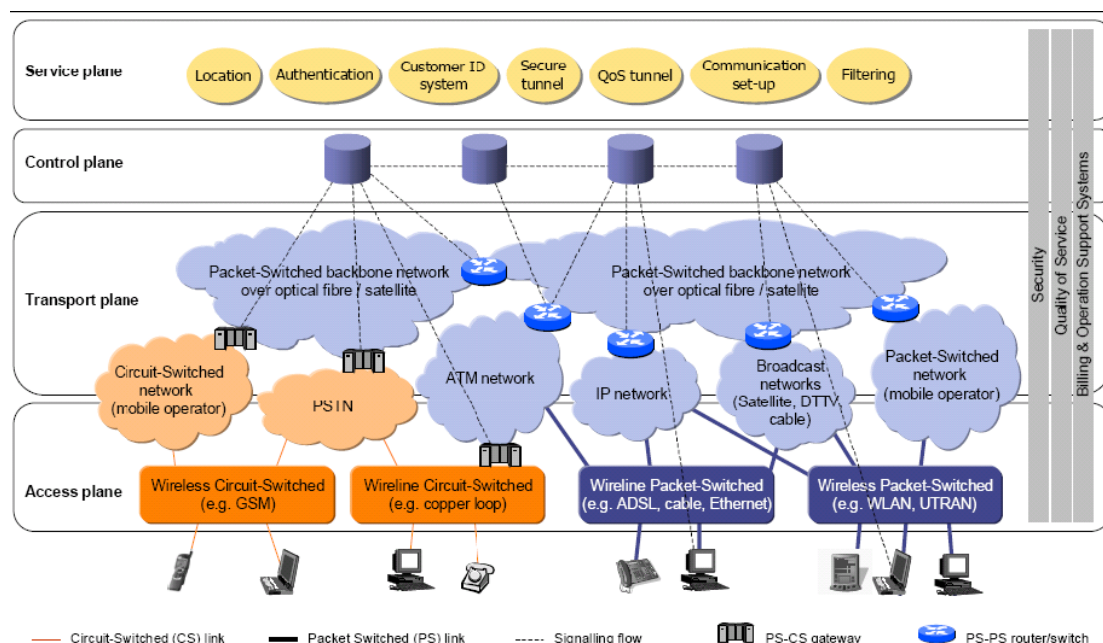 Service plane
Location
Authentication
Customer ID
system
Secure
tunnel
QoS tunnel
Communication
set-up
Filtering
Control plane
Transport plane
Packet-Switched backbone network
over optical fibre / satellite
Packet-Switched backbone network
over optical fibre / satellite
Circuit-Switched
network
(mobile operator)
PSTN
ATM network
IP network
Broadcast
networks
(Satellite, DTTV,
cable)
Packet-Switched
network
(mobile operator)
Access plane
Wireless Circuit-Switched
(e.g. GSM)
Wireline Circuit-Switched
(e.g. copper loop)
Wireline Packet-Switched
(e.g. ADSL, cable, Ethernet)
Wireless Packet-Switched
(e.g. WLAN, UTRAN)
Security
Quality of Service
Billing & Operation Support Systems
Circuit-Switched (CS) link
Packet Switched (PS) link
Signalling flow
PS-CS gateway
PS-PS router/switch